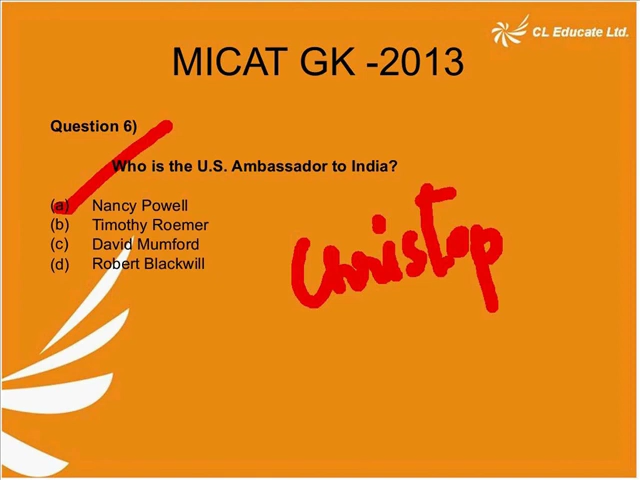 CL Educate Ltd.
MICAT GK -2013
Question 6)
Who is the U.S. Ambassador to India?
(a) Nancy Powell
(b) Timothy Roemer
(c) David Mumford
(d) Robert Blackwill
Christop